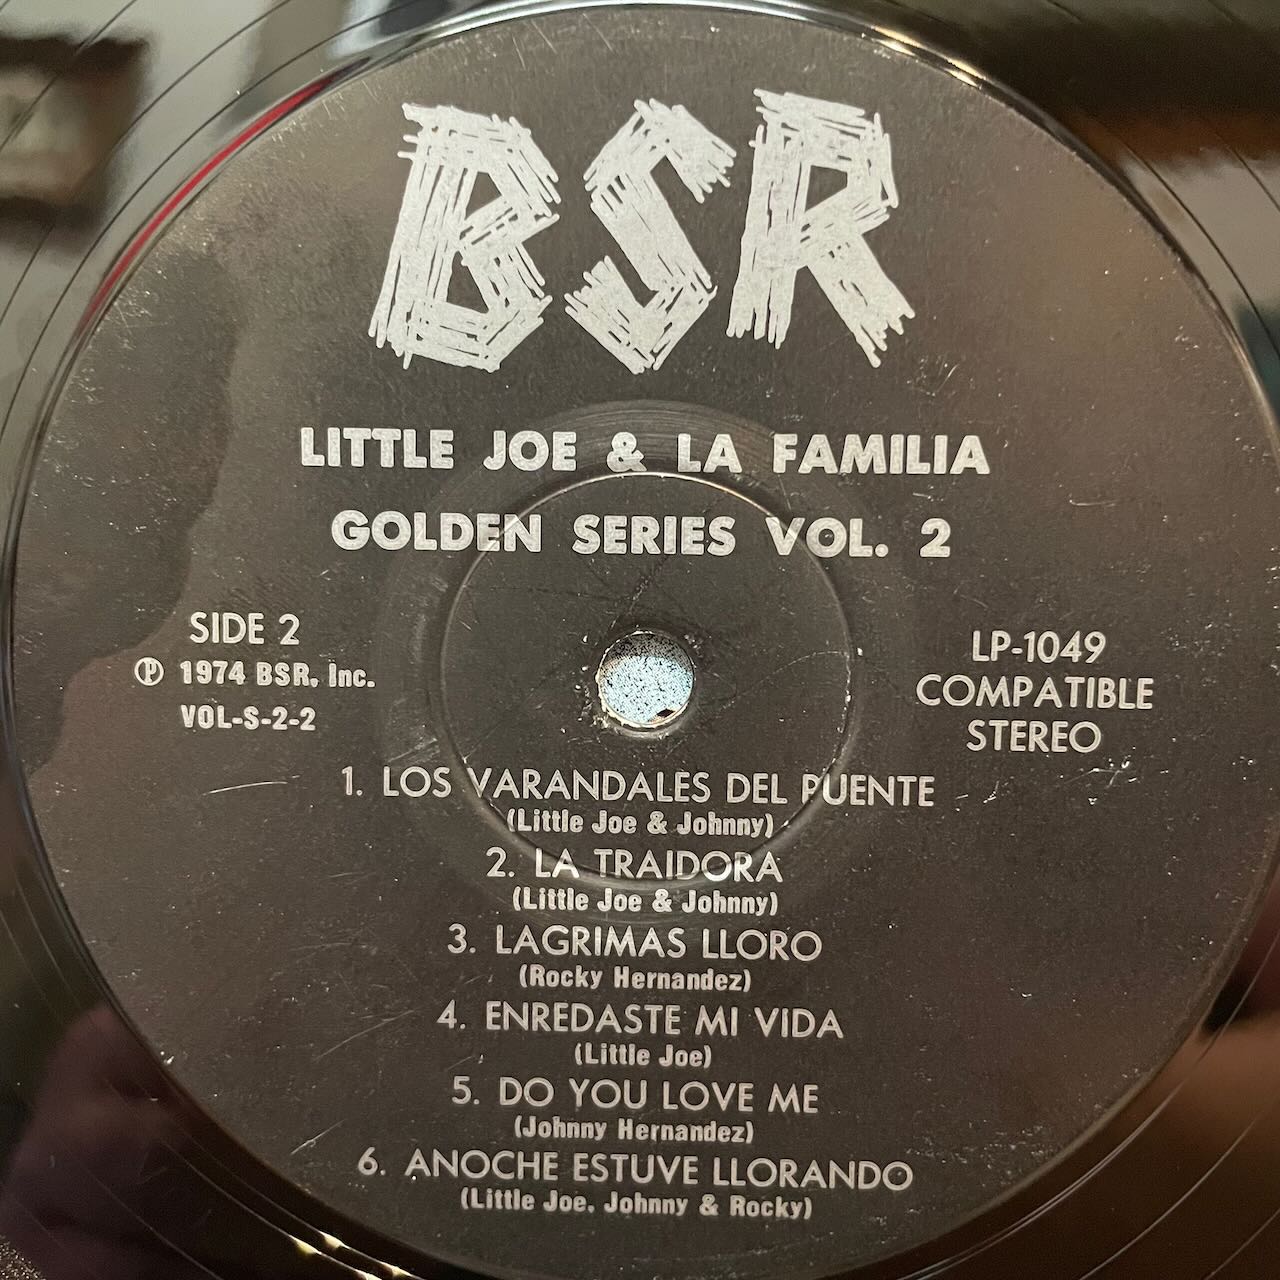 BSR
LITTLE JOE & LA FAMILIA
GOLDEN SERIES VOL. 2
SIDE 2
℗ 1974 BSR, Inc.
VOL-S-2-2
LP-1049
COMPATIBLE
STEREO
1. LOS VARANDALES DEL PUENTE
(Little Joe & Johnny)
2. LA TRAIDORA
(Little Joe & Johnny)
3. LAGRIMAS LLORO
(Rocky Hernandez)
4. ENREDASTE MI VIDA
(Little Joe)
5. DO YOU LOVE ME
(Johnny Hernandez)
6. ANOCHE ESTUVE LLORANDO
(Little Joe, Johnny & Rocky)